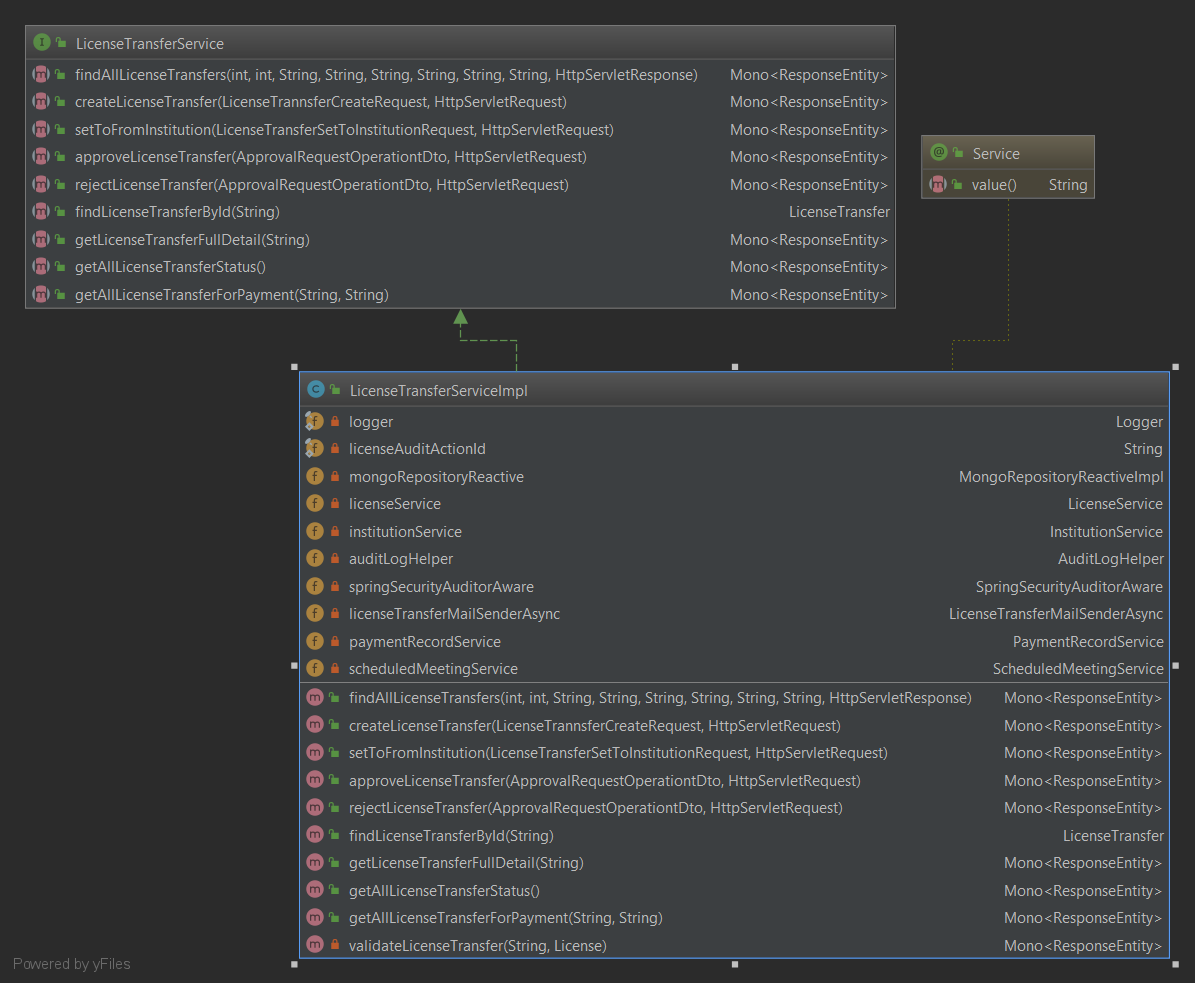 LicenseTransferService
findAllLicenseTransfers(int, int, String, String, String, String, String, String, HttpServletResponse) Mono<ResponseEntity>
createLicenseTransfer(LicenseTrannsferCreateRequest, HttpServletRequest) Mono<ResponseEntity>
setToFromInstitution(LicenseTransferSetToInstitutionRequest, HttpServletRequest) Mono<ResponseEntity>
approveLicenseTransfer(ApprovalRequestOperationtDto, HttpServletRequest) Mono<ResponseEntity>
rejectLicenseTransfer(ApprovalRequestOperationtDto, HttpServletRequest) Mono<ResponseEntity>
findLicenseTransferById(String) LicenseTransfer
getLicenseTransferFullDetail(String) Mono<ResponseEntity>
getAllLicenseTransferStatus() Mono<ResponseEntity>
getAllLicenseTransferForPayment(String, String) Mono<ResponseEntity>
Service
value() String
LicenseTransferServiceImpl
logger Logger
licenseAuditActionId String
mongoRepositoryReactive MongoRepositoryReactiveImpl
licenseService LicenseService
institutionService InstitutionService
auditLogHelper AuditLogHelper
springSecurityAuditorAware SpringSecurityAuditorAware
licenseTransferMailSenderAsync LicenseTransferMailSenderAsync
paymentRecordService PaymentRecordService
scheduledMeetingService ScheduledMeetingService
findAllLicenseTransfers(int, int, String, String, String, String, String, String, HttpServletResponse) Mono<ResponseEntity>
createLicenseTransfer(LicenseTrannsferCreateRequest, HttpServletRequest) Mono<ResponseEntity>
setToFromInstitution(LicenseTransferSetToInstitutionRequest, HttpServletRequest) Mono<ResponseEntity>
approveLicenseTransfer(ApprovalRequestOperationtDto, HttpServletRequest) Mono<ResponseEntity>
rejectLicenseTransfer(ApprovalRequestOperationtDto, HttpServletRequest) Mono<ResponseEntity>
findLicenseTransferById(String) LicenseTransfer
getLicenseTransferFullDetail(String) Mono<ResponseEntity>
getAllLicenseTransferStatus() Mono<ResponseEntity>
getAllLicenseTransferForPayment(String, String) Mono<ResponseEntity>
validateLicenseTransfer(String, License) Mono<ResponseEntity>
Powered by yFiles